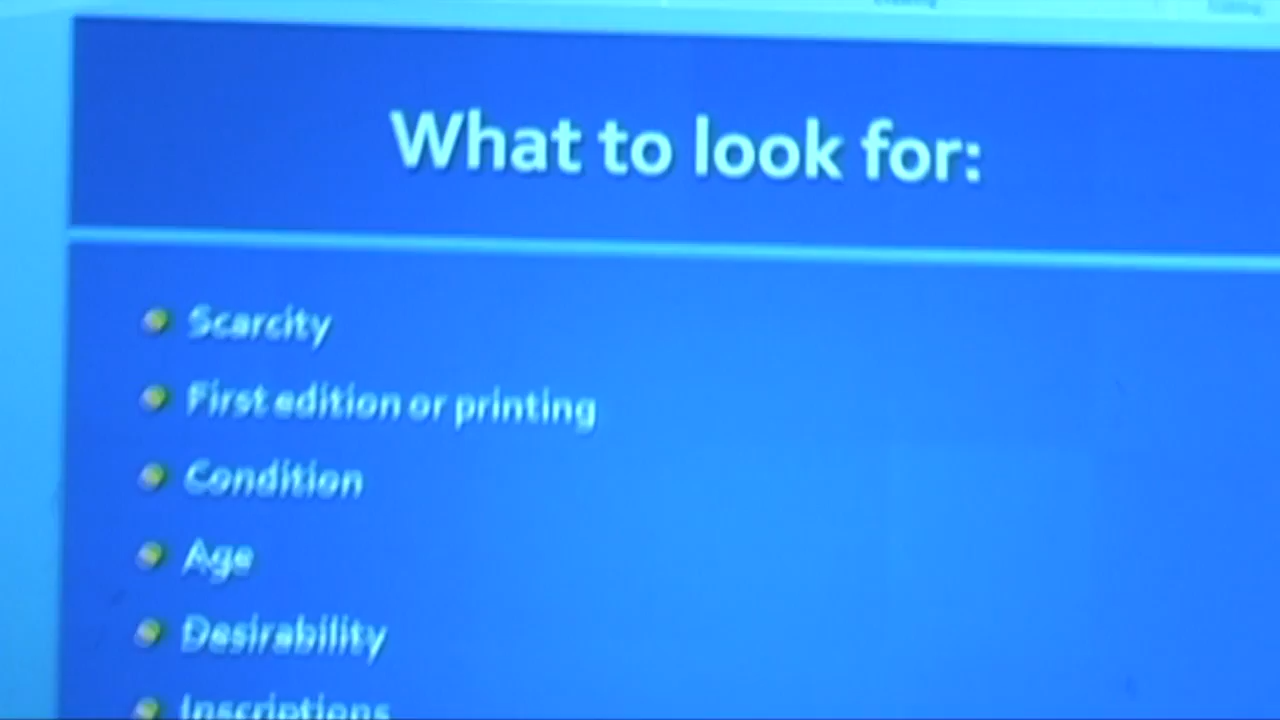 What to look for:
Scarcity
First edition or printing
Condition
Age
Desirability
Inscriptions